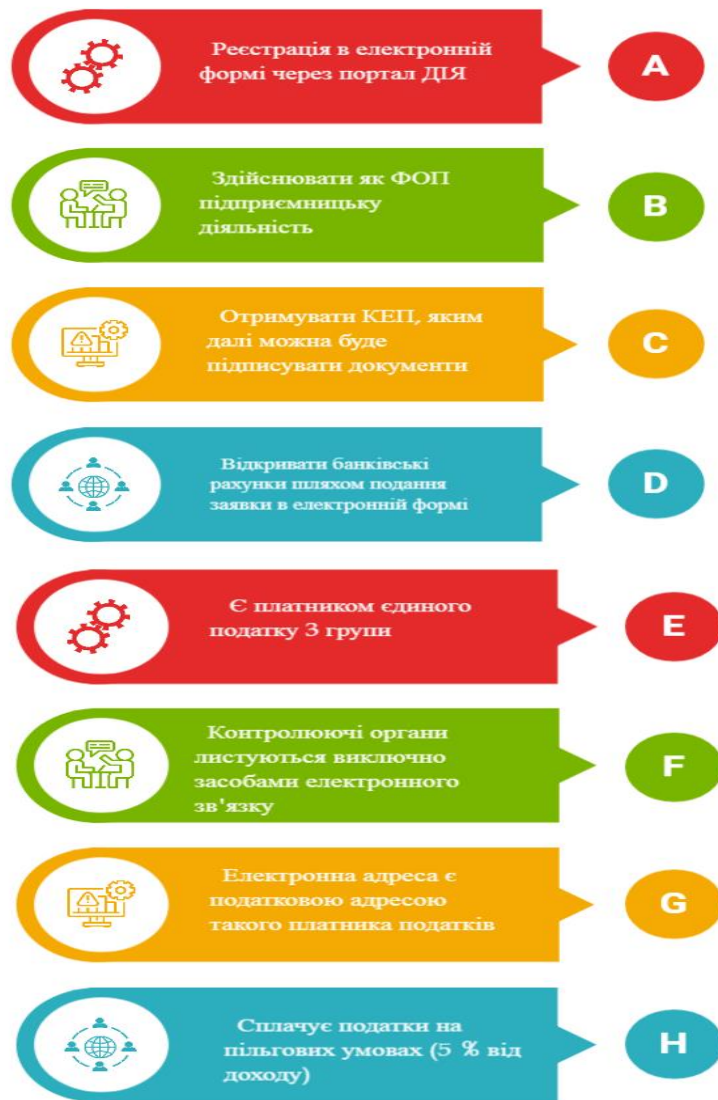 Реєстрація в електронній
формі через портал ДІЯ
A
Здійснювати як ФОП
підприємницьку
діяльність
B
Отримувати КЕП, яким
далі можна буде
підписувати документи
C
Відкривати банківські
рахунки шляхом подання
заявки в електронній формі
D
Є платником єдиного
податку 3 групи
E
Контролюючі органи
листуються виключно
засобами електронного
зв'язку
F
Електронна адреса є
податковою адресою
такого платника податків
G
Сплачує податки на
пільгових умовах (5 % від
доходу)
H